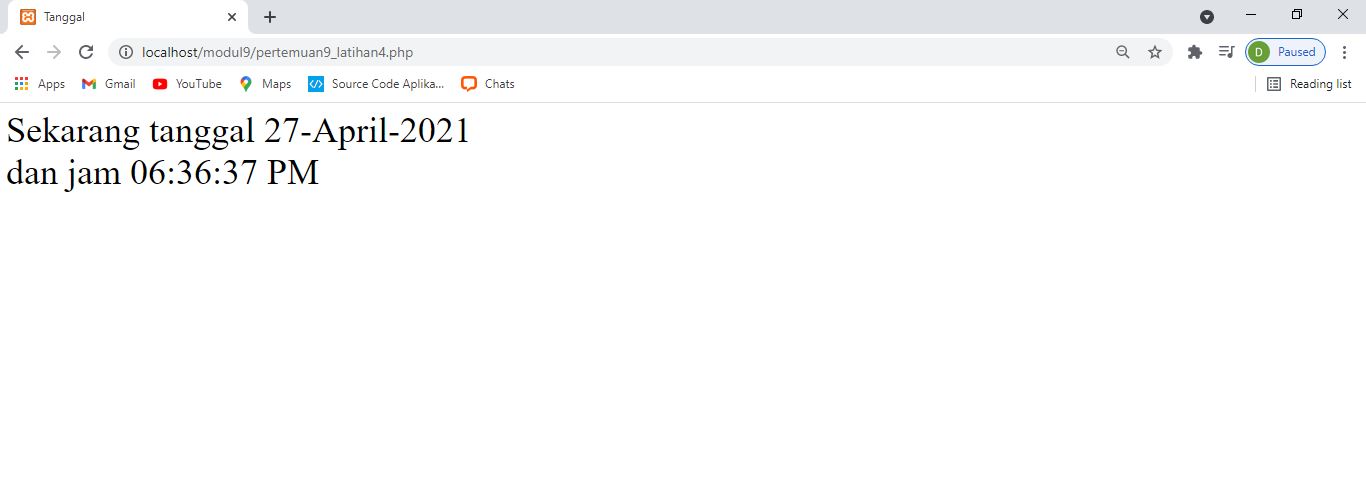 Tanggal
localhost/modul9/pertemuan9_latihan4.php
D Paused
Apps Gmail YouTube Maps Source Code Aplika... Chats Reading list
Sekarang tanggal 27-April-2021
dan jam 06:36:37 PM